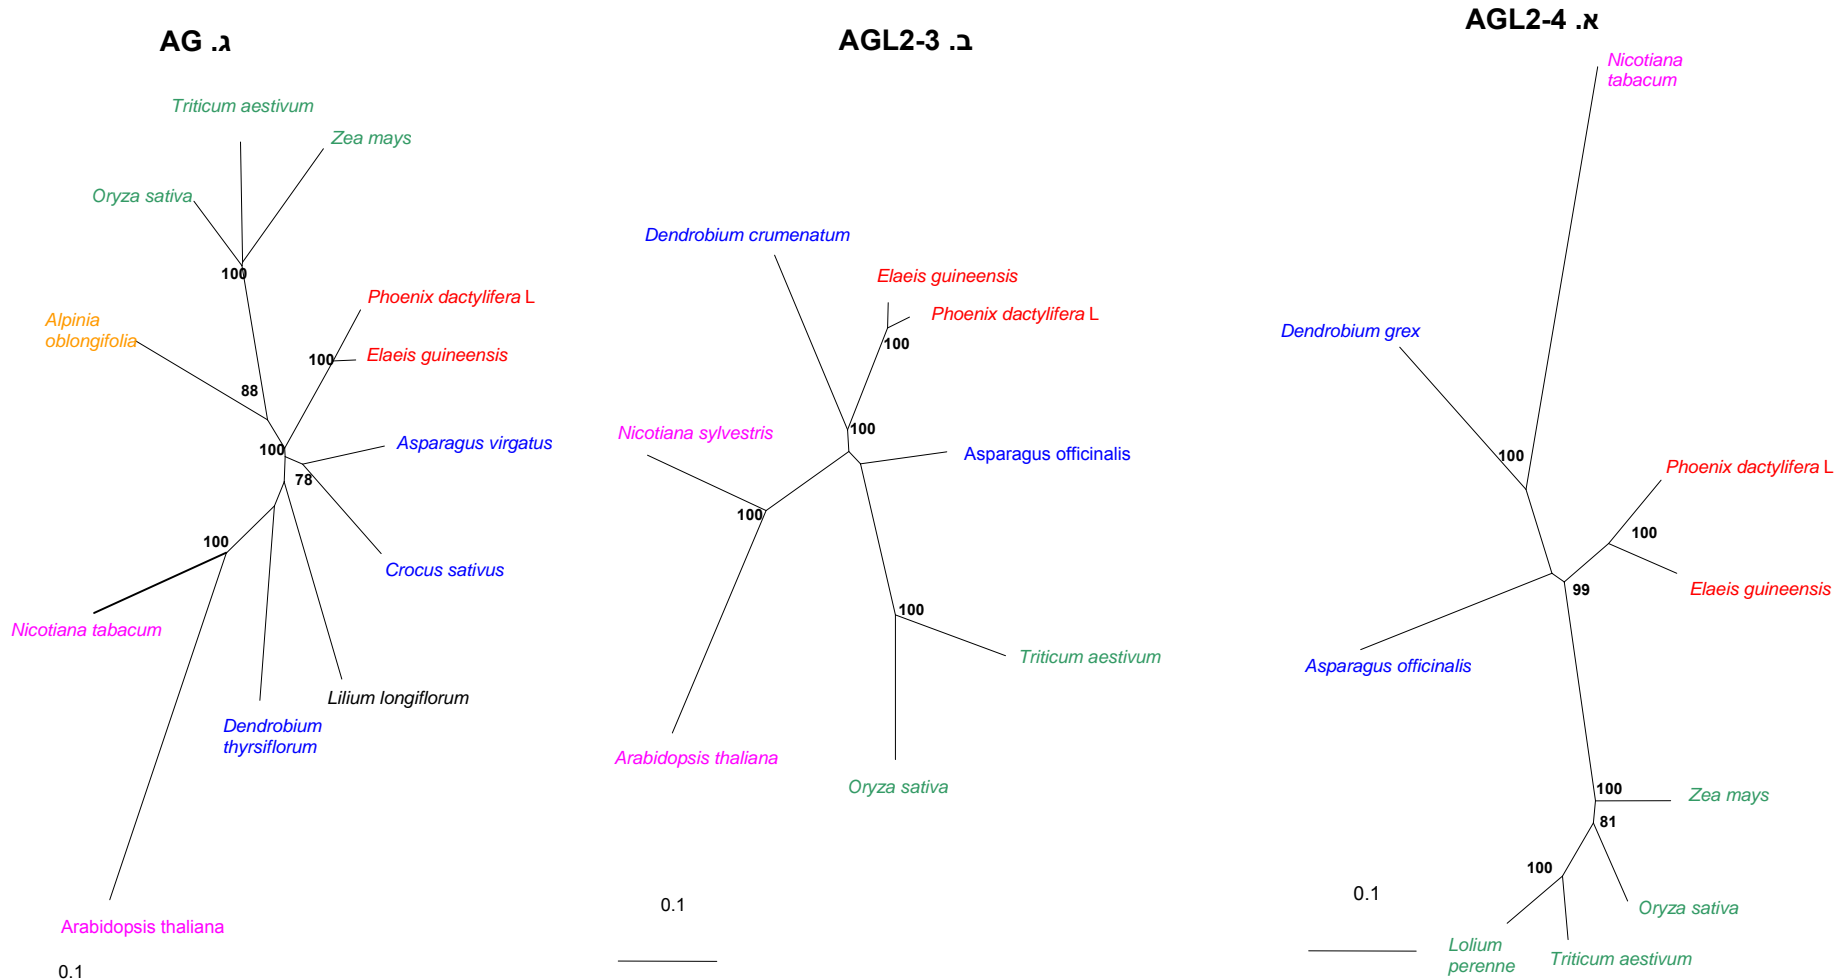 א. AGL2-4
Nicotiana
tabacum
Dendrobium grex
100
Phoenix dactylifera L
100
Elaeis guineensis
99
Asparagus officinalis
100
Zea mays
81
100
Oryza sativa
Lolium
perenne
Triticum aestivum
0.1
ב. AGL2-3
Dendrobium crumenatum
Elaeis guineensis
Phoenix dactylifera L
100
100
Nicotiana sylvestris
Asparagus officinalis
100
100
Triticum aestivum
Arabidopsis thaliana
Oryza sativa
0.1
ג. AG
Triticum aestivum
Zea mays
Oryza sativa
100
Phoenix dactylifera L
Alpinia
oblongifolia
100
Elaeis guineensis
88
Asparagus virgatus
100
78
100
Crocus sativus
Nicotiana tabacum
Lilium longiflorum
Dendrobium
thyrsiflorum
Arabidopsis thaliana
0.1